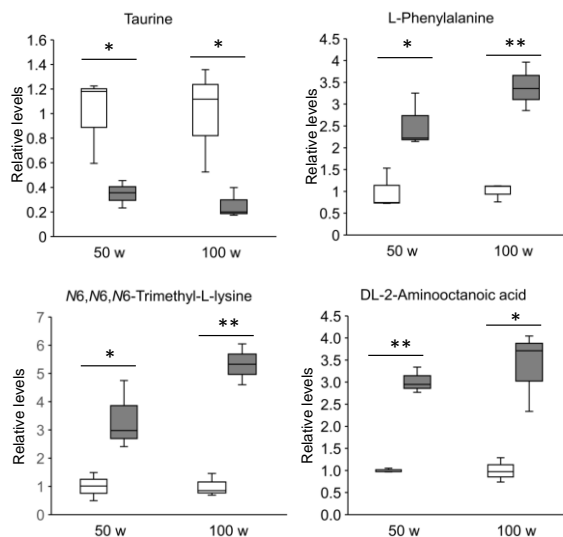 Taurine
Relative levels
1.6
1.4
1.2
1
0.8
0.6
0.4
0.2
0
*
*
50 w
100 w
L-Phenylalanine
Relative levels
4.5
4
3.5
3
2.5
2
1.5
1
0.5
0
*
**
50 w
100 w
N6,N6,N6-Trimethyl-L-lysine
Relative levels
7
6
5
4
3
2
1
0
*
**
50 w
100 w
DL-2-Aminooctanoic acid
Relative levels
4.5
4.0
3.5
3.0
2.5
2.0
1.5
1.0
0.5
0.0
**
*
50 w
100 w